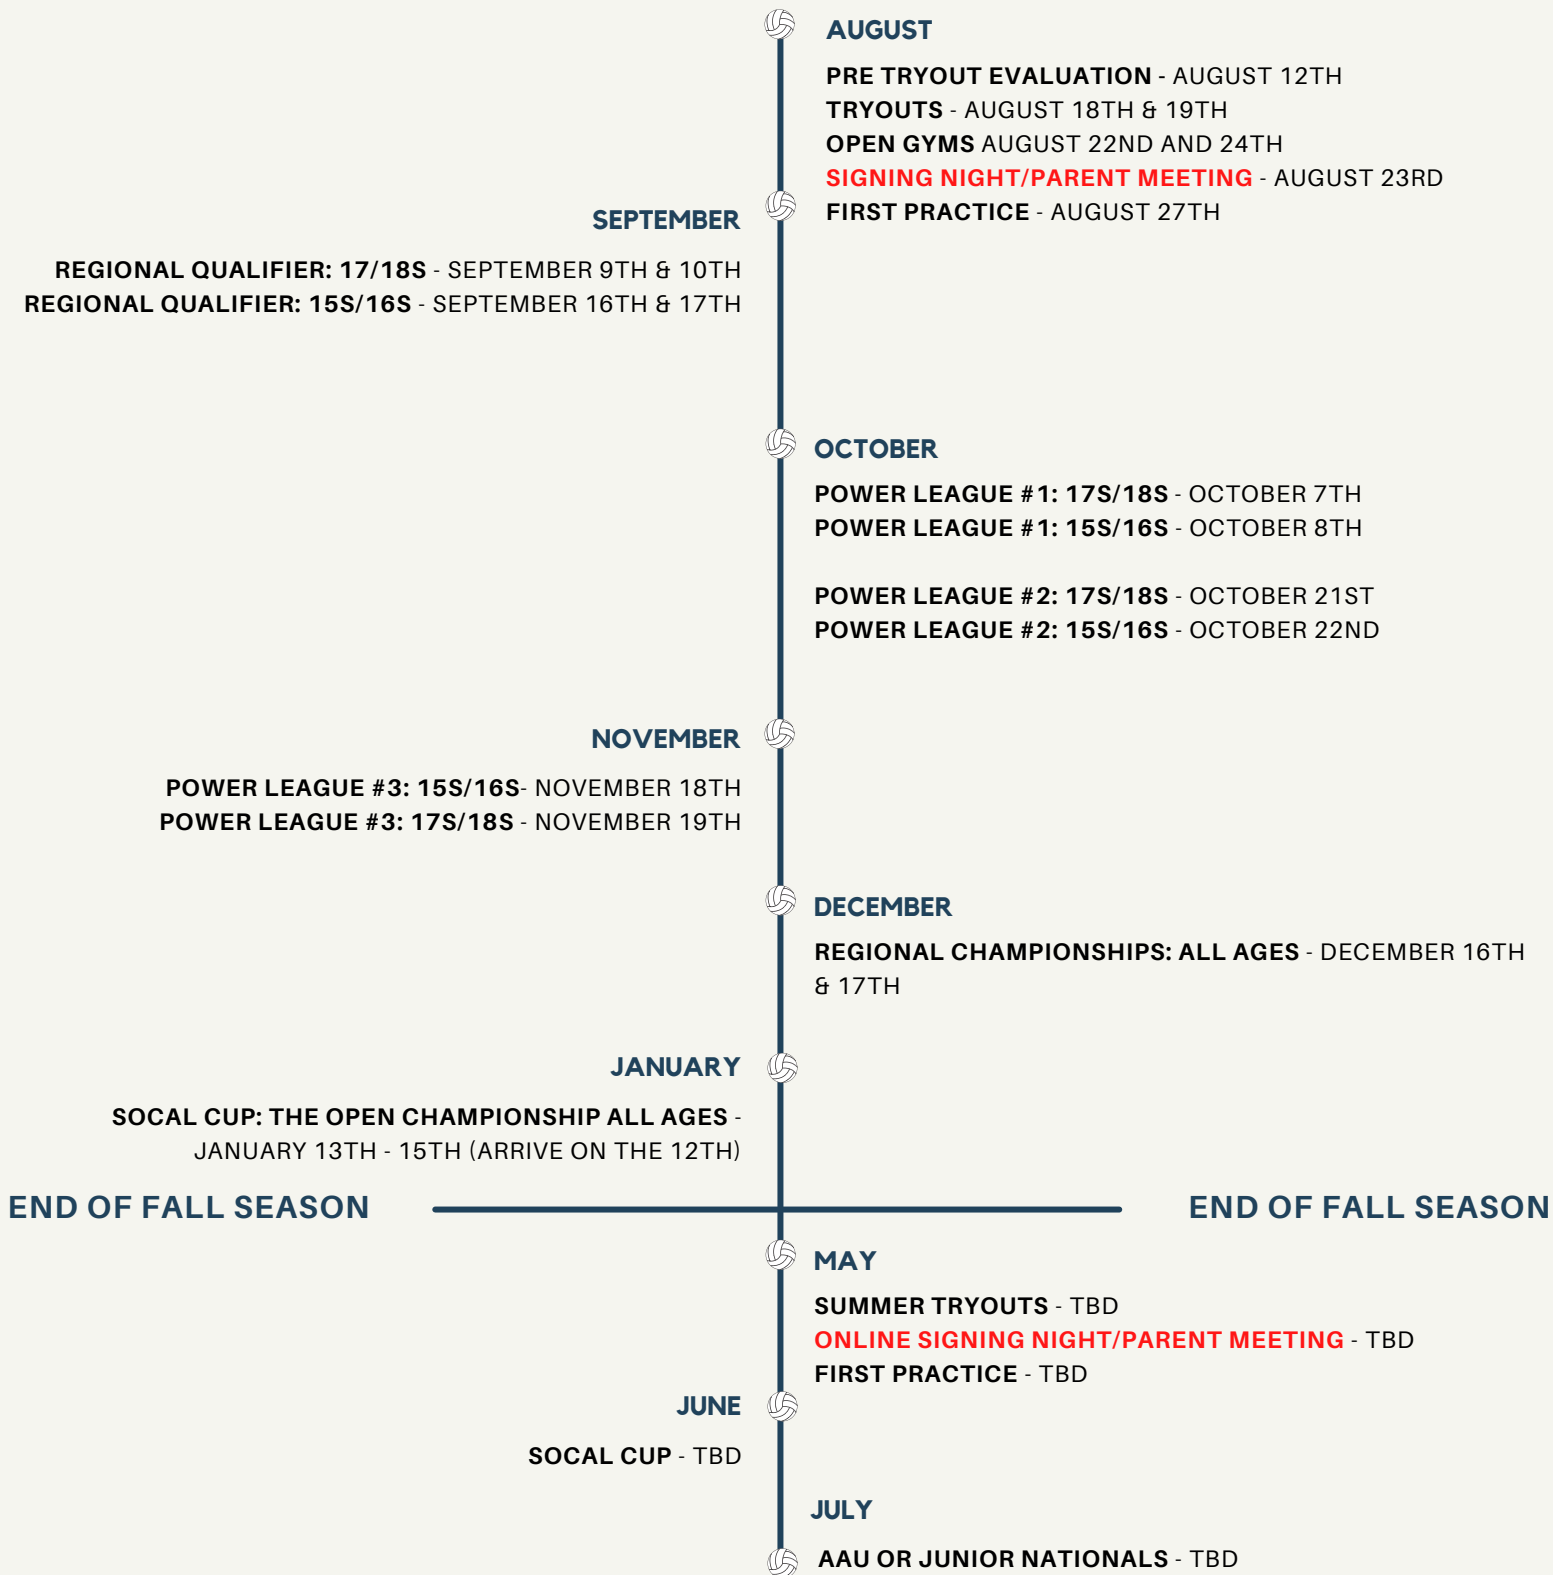 AUGUST
PRE TRYOUT EVALUATION - AUGUST 12TH
TRYOUTS - AUGUST 18TH & 19TH
OPEN GYMS AUGUST 22ND AND 24TH
SIGNING NIGHT/PARENT MEETING - AUGUST 23RD
FIRST PRACTICE - AUGUST 27TH
SEPTEMBER
REGIONAL QUALIFIER: 17/18S - SEPTEMBER 9TH & 10TH
REGIONAL QUALIFIER: 15S/16S - SEPTEMBER 16TH & 17TH
OCTOBER
POWER LEAGUE #1: 17S/18S - OCTOBER 7TH
POWER LEAGUE #1: 15S/16S - OCTOBER 8TH
POWER LEAGUE #2: 17S/18S - OCTOBER 21ST
POWER LEAGUE #2: 15S/16S - OCTOBER 22ND
NOVEMBER
POWER LEAGUE #3: 15S/16S- NOVEMBER 18TH
POWER LEAGUE #3: 17S/18S - NOVEMBER 19TH
DECEMBER
REGIONAL CHAMPIONSHIPS: ALL AGES - DECEMBER 16TH
& 17TH
JANUARY
SOCAL CUP: THE OPEN CHAMPIONSHIP ALL AGES -
JANUARY 13TH - 15TH (ARRIVE ON THE 12TH)
END OF FALL SEASON
END OF FALL SEASON
MAY
SUMMER TRYOUTS - TBD
ONLINE SIGNING NIGHT/PARENT MEETING - TBD
FIRST PRACTICE - TBD
JUNE
SOCAL CUP - TBD
JULY
AAU OR JUNIOR NATIONALS - TBD